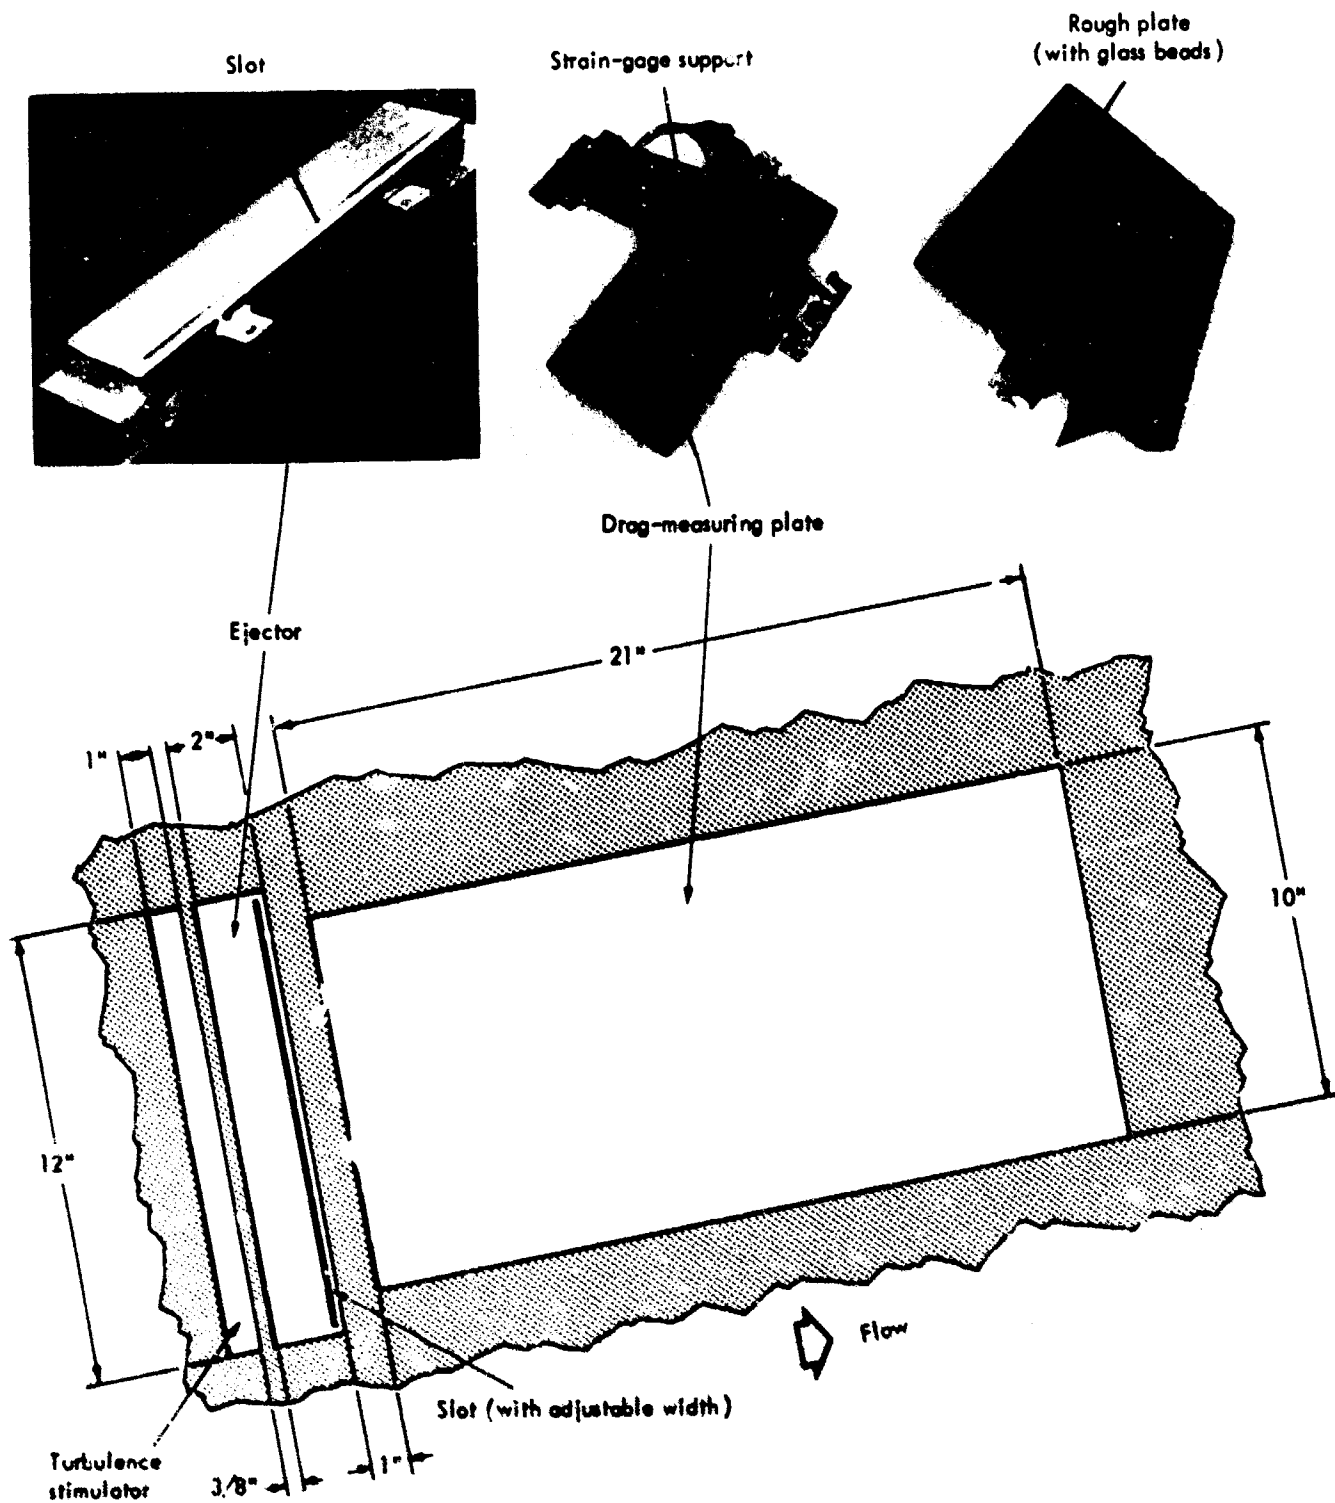 Slot
Strain-gage support
Rough plate
(with glass beads)
Drag-measuring plate
Ejector
21"
1"
2"
10"
12"
Flow
Slot (with adjustable width)
Turbulence
stimulator
3/8"
1"